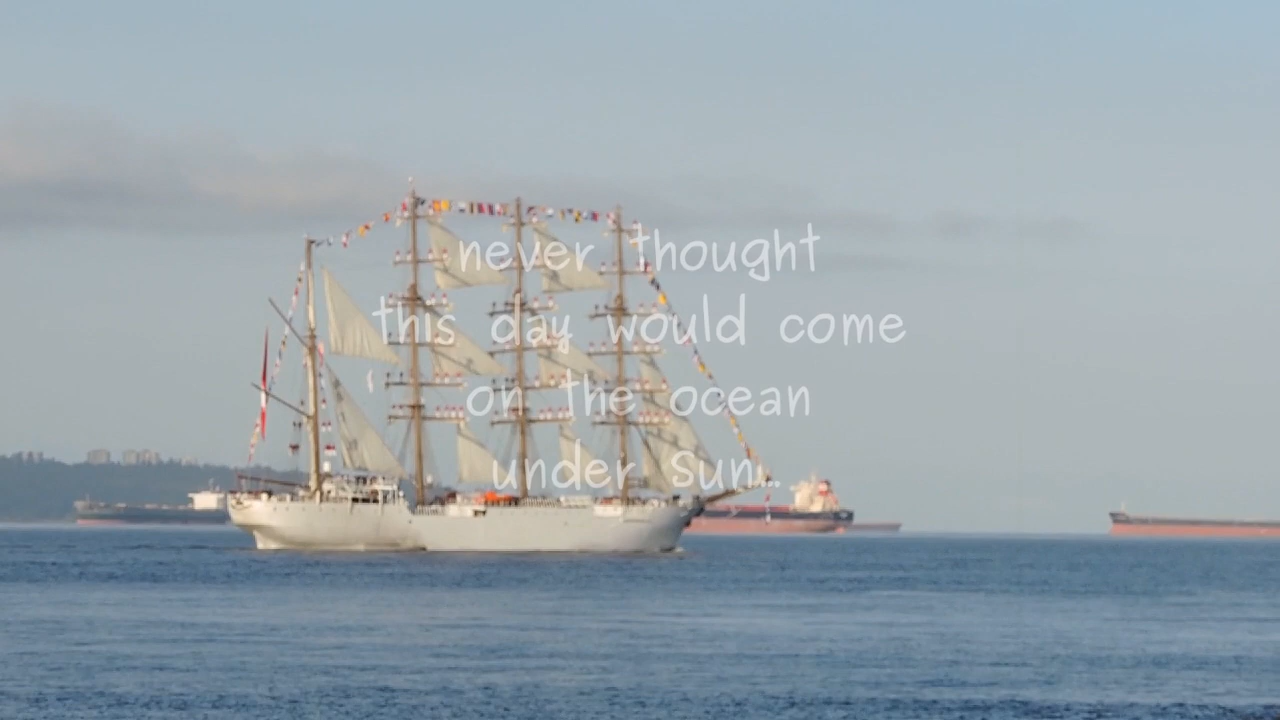 never thought
this day would come
on the ocean
under Sun...